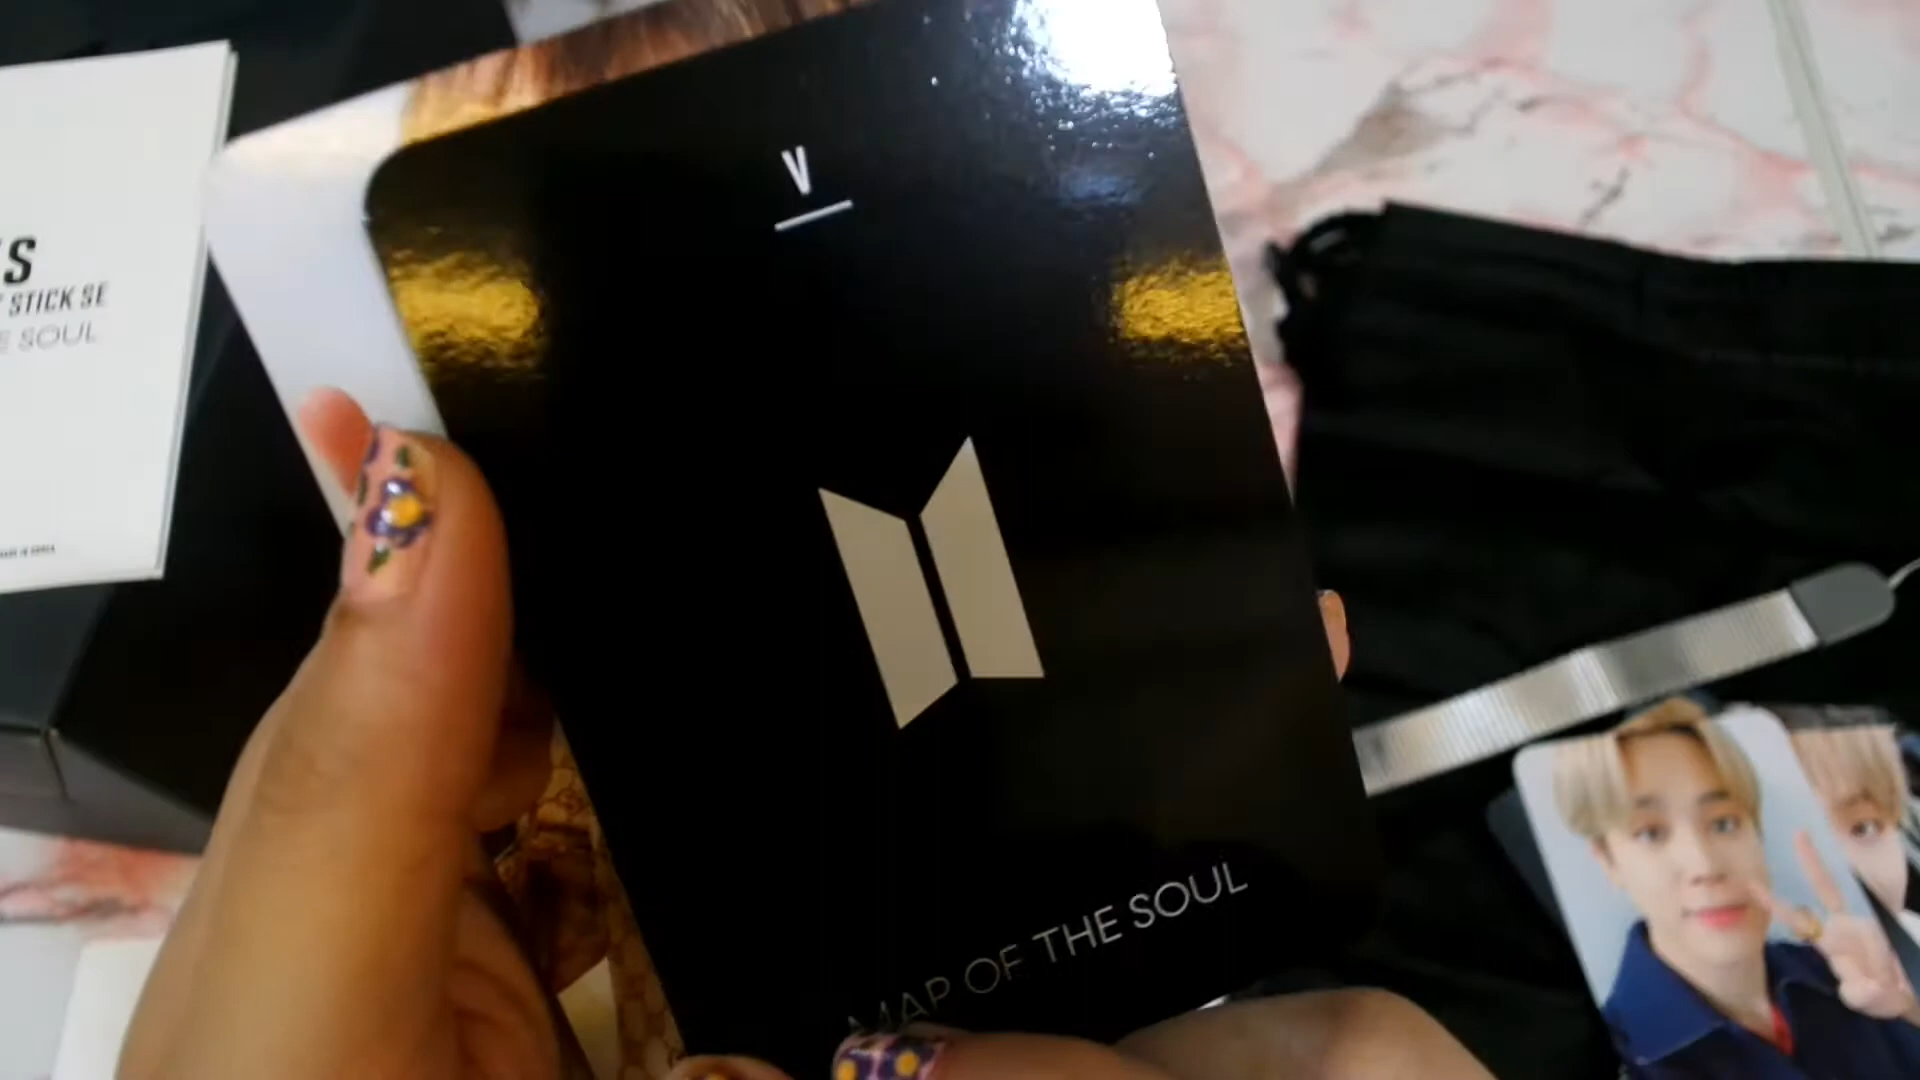 V
MAP OF THE SOUL
S
STICK SE
E SOUL